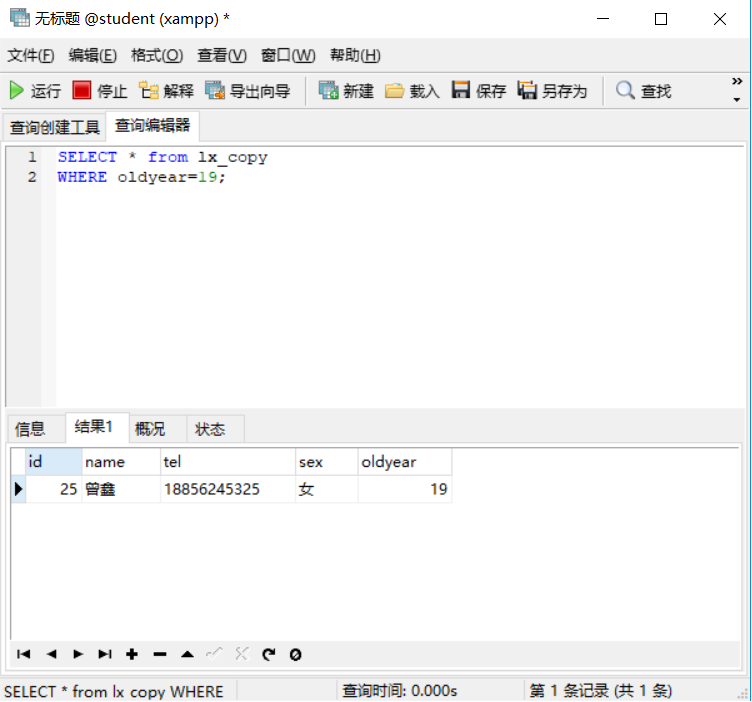 无标题 @student (xampp) *
文件(F) 编辑(E) 格式(O) 查看(V) 窗口(W) 帮助(H)
运行 停止 解释 导出向导 新建 载入 保存 另存为 查找
查询创建工具 查询编辑器
1 SELECT * from lx_copy
2 WHERE oldyear=19;
信息 结果1 概况 状态
id name tel sex oldyear
25 曾鑫 18856245325 女 19
SELECT * from lx copy WHERE 查询时间: 0.000s 第 1 条记录 (共 1 条)